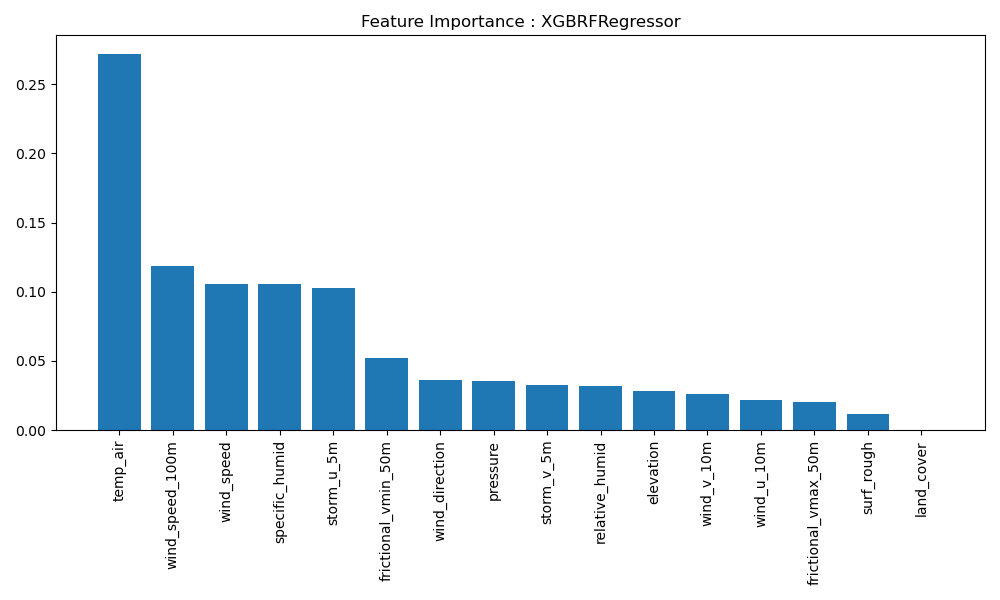 Feature Importance : XGBRFRegressor
0.25
0.20
0.15
0.10
0.05
0.00
temp_air
wind_speed_100m
wind_speed
specific_humid
storm_u_5m
frictional_vmin_50m
wind_direction
pressure
storm_v_5m
relative_humid
elevation
wind_v_10m
wind_u_10m
frictional_vmax_50m
surf_rough
land_cover